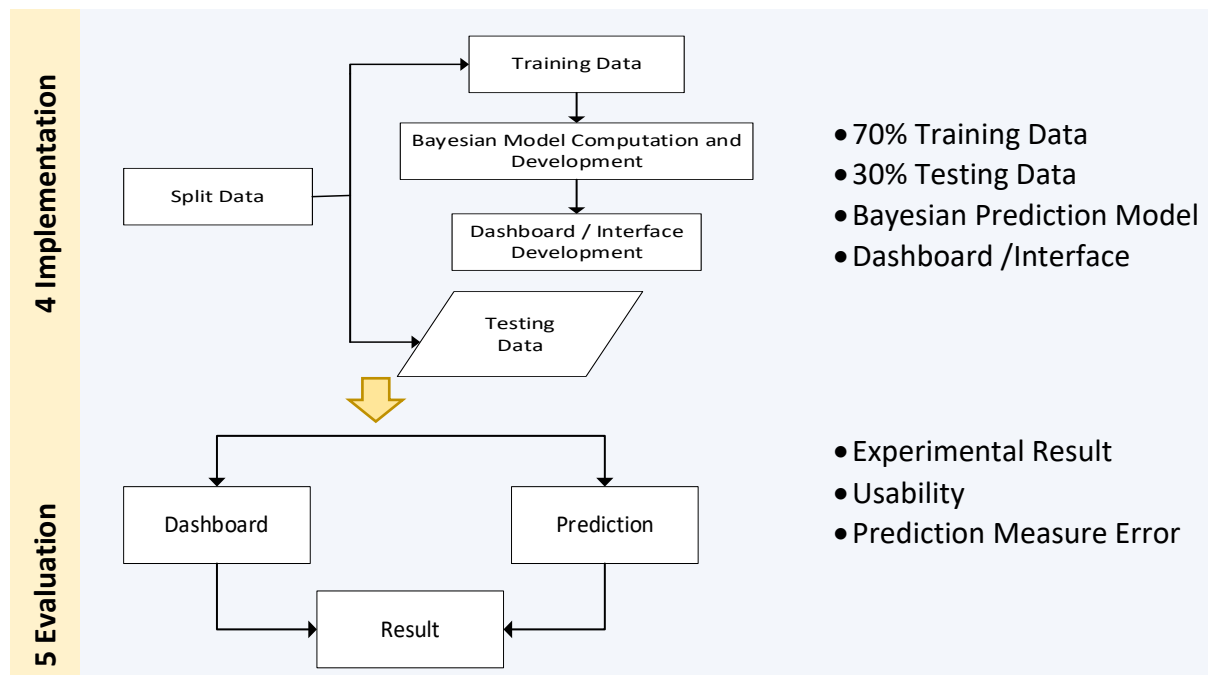 4 Implementation
Training Data
Bayesian Model Computation and
Development
Split Data
Dashboard / Interface
Development
Testing
Data
•70% Training Data
•30% Testing Data
•Bayesian Prediction Model
•Dashboard /Interface
5 Evaluation
Dashboard
Prediction
Result
•Experimental Result
•Usability
•Prediction Measure Error